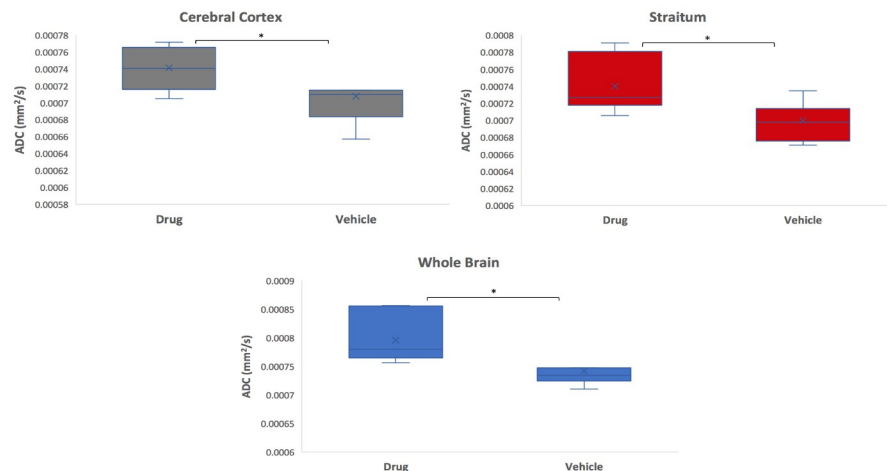 Cerebral Cortex
ADC (mm²/s)
0.00078
0.00076
0.00074
0.00072
0.0007
0.00068
0.00066
0.00064
0.00062
0.0006
0.00058
*
Drug
Vehicle
Straitum
ADC (mm²/s)
0.0008
0.00078
0.00076
0.00074
0.00072
0.0007
0.00068
0.00066
0.00064
0.00062
0.0006
*
Drug
Vehicle
Whole Brain
ADC (mm²/s)
0.0009
0.00085
0.0008
0.00075
0.0007
0.00065
0.0006
*
Drug
Vehicle